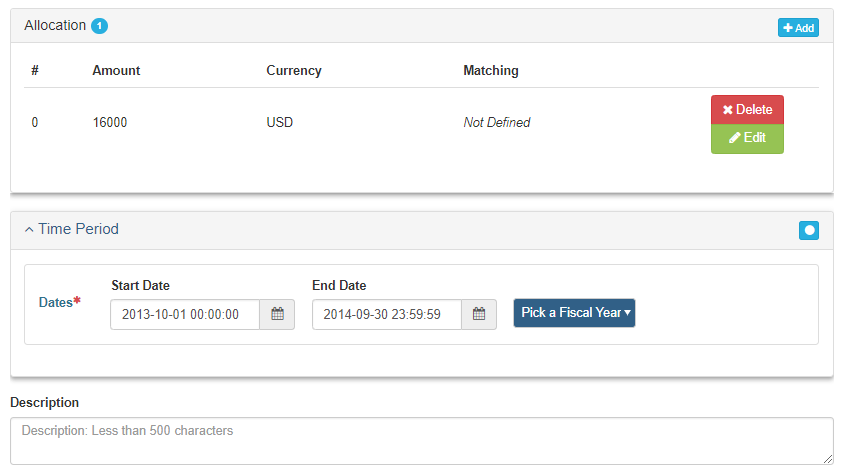 Allocation 1
Add
# Amount Currency Matching
0 16000 USD Not Defined
Delete
Edit
Time Period
Start Date End Date
Dates*
2013-10-01 00:00:00 2014-09-30 23:59:59 Pick a Fiscal Year
Description
Description: Less than 500 characters